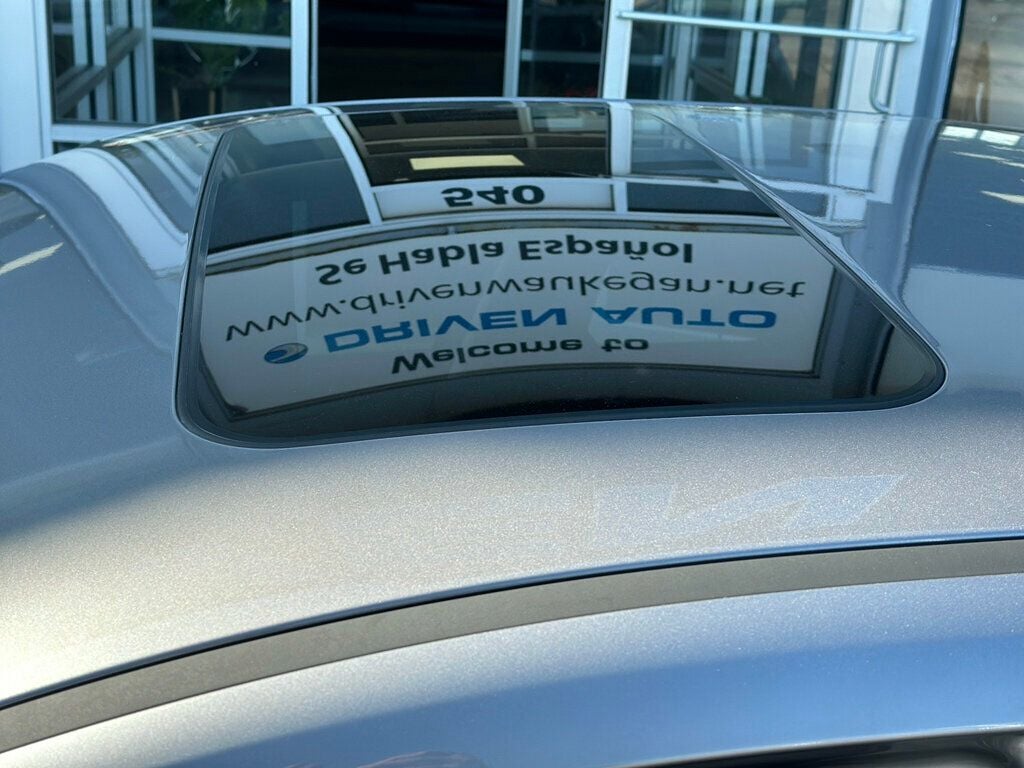 540
Se Habla Español
www.drivenwaukegan.net
DRIVEN AUTO
Welcome to